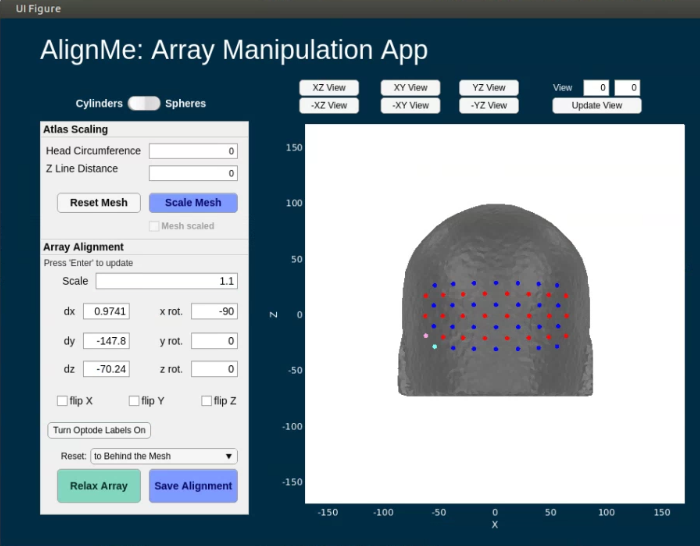 UI Figure
AlignMe: Array Manipulation App
Cylinders Spheres
XZ View XY View YZ View View 0 0
-XZ View -XY View -YZ View Update View
Atlas Scaling
Head Circumference 0
Z Line Distance 0
Reset Mesh Scale Mesh
Mesh scaled
Array Alignment
Press 'Enter' to update
Scale 1.1
dx 0.9741 x rot. -90
dy -147.8 y rot. 0
dz -70.24 z rot. 0
flip X flip Y flip Z
Turn Optode Labels On
Reset: to Behind the Mesh
Relax Array Save Alignment
150
100
50
Z 0
-50
-100
-150
-150 -100 -50 0 50 100 150
X